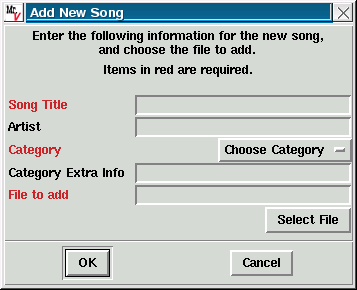 Mr V Add New Song
Enter the following information for the new song,
and choose the file to add.
Items in red are required.
Song Title
Artist
Category Choose Category
Category Extra Info
File to add
Select File
OK Cancel